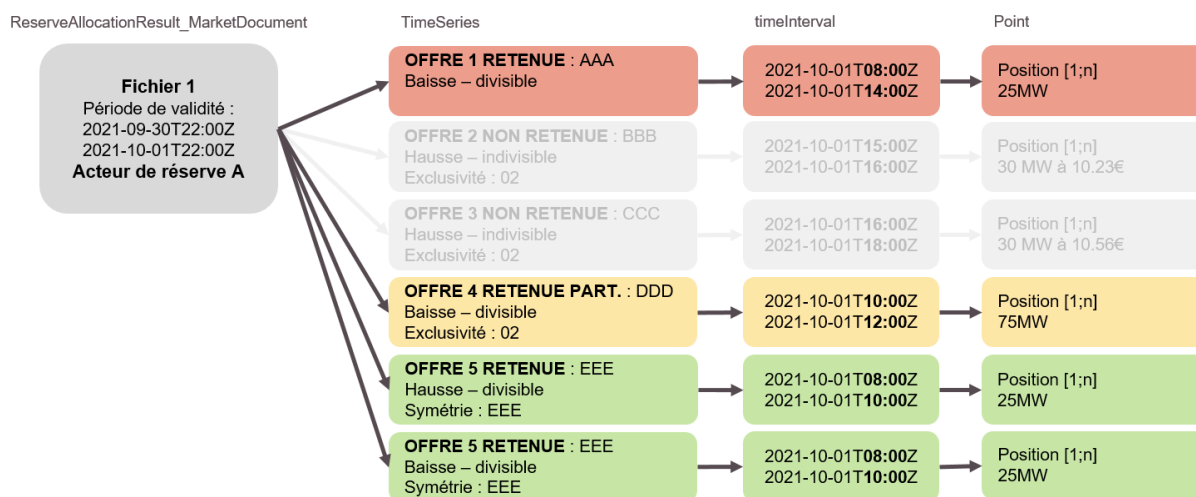 ReserveAllocationResult_MarketDocument
TimeSeries
timeInterval
Point
Fichier 1
Période de validité :
2021-09-30T22:00Z
2021-10-01T22:00Z
Acteur de réserve A
OFFRE 1 RETENUE : AAA
Baisse – divisible
2021-10-01T08:00Z
2021-10-01T14:00Z
Position [1;n]
25MW
OFFRE 2 NON RETENUE : BBB
Hausse – indivisible
Exclusivité : 02
2021-10-01T15:00Z
2021-10-01T16:00Z
Position [1;n]
30 MW à 10.23€
OFFRE 3 NON RETENUE : CCC
Hausse – indivisible
Exclusivité : 02
2021-10-01T16:00Z
2021-10-01T18:00Z
Position [1;n]
30 MW à 10.56€
OFFRE 4 RETENUE PART. : DDD
Baisse – divisible
Exclusivité : 02
2021-10-01T10:00Z
2021-10-01T12:00Z
Position [1;n]
75MW
OFFRE 5 RETENUE : EEE
Hausse – divisible
Symétrie : EEE
2021-10-01T08:00Z
2021-10-01T10:00Z
Position [1;n]
25MW
OFFRE 5 RETENUE : EEE
Baisse – divisible
Symétrie : EEE
2021-10-01T08:00Z
2021-10-01T10:00Z
Position [1;n]
25MW